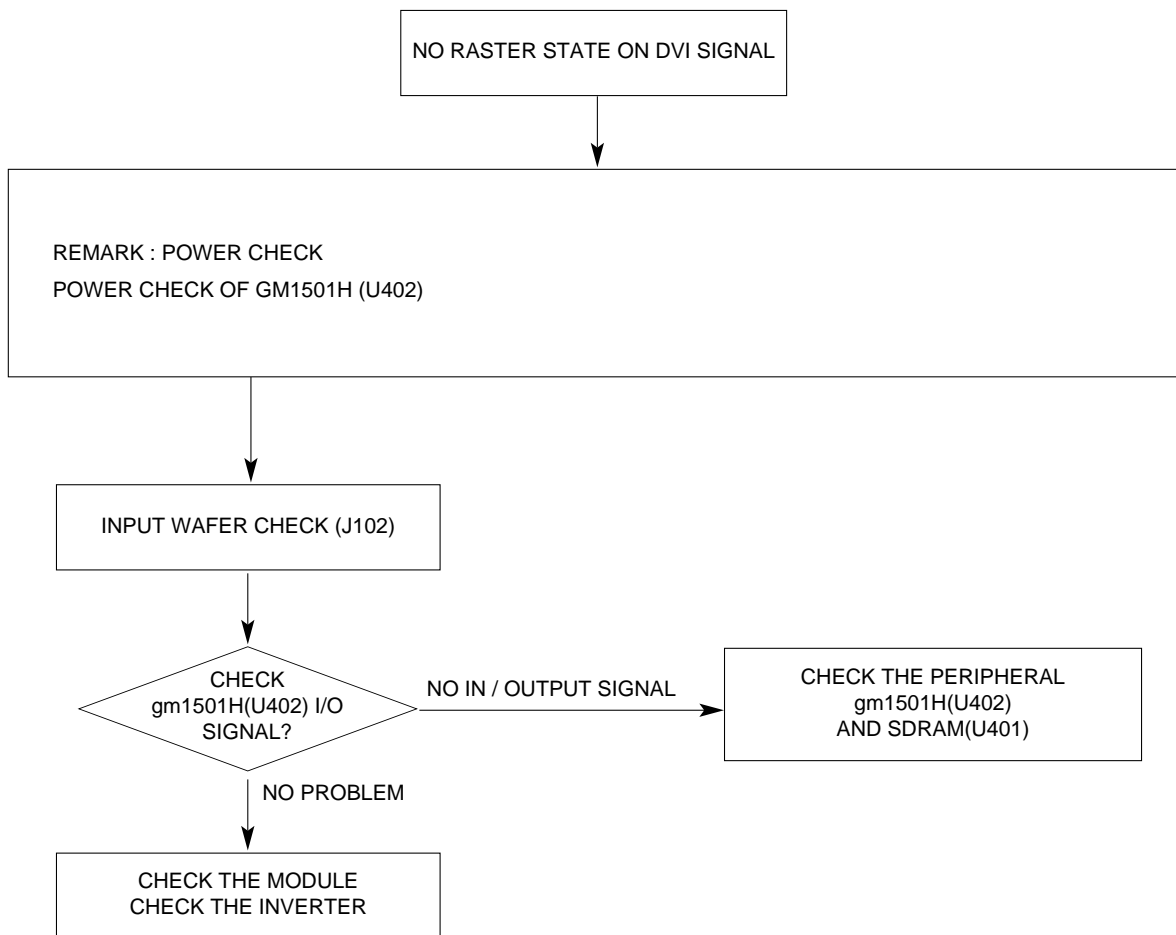 NO RASTER STATE ON DVI SIGNAL
REMARK : POWER CHECK
POWER CHECK OF GM1501H (U402)
INPUT WAFER CHECK (J102)
CHECK
gm1501H(U402) I/O
SIGNAL?
NO IN / OUTPUT SIGNAL
CHECK THE PERIPHERAL
gm1501H(U402)
AND SDRAM(U401)
NO PROBLEM
CHECK THE MODULE
CHECK THE INVERTER